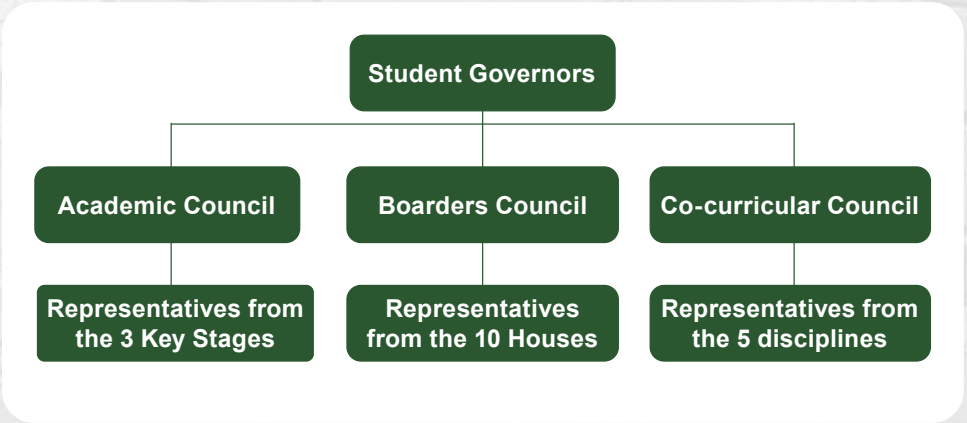 Student Governors
Academic Council
Boarders Council
Co-curricular Council
Representatives from
the 3 Key Stages
Representatives
from the 10 Houses
Representatives from
the 5 disciplines